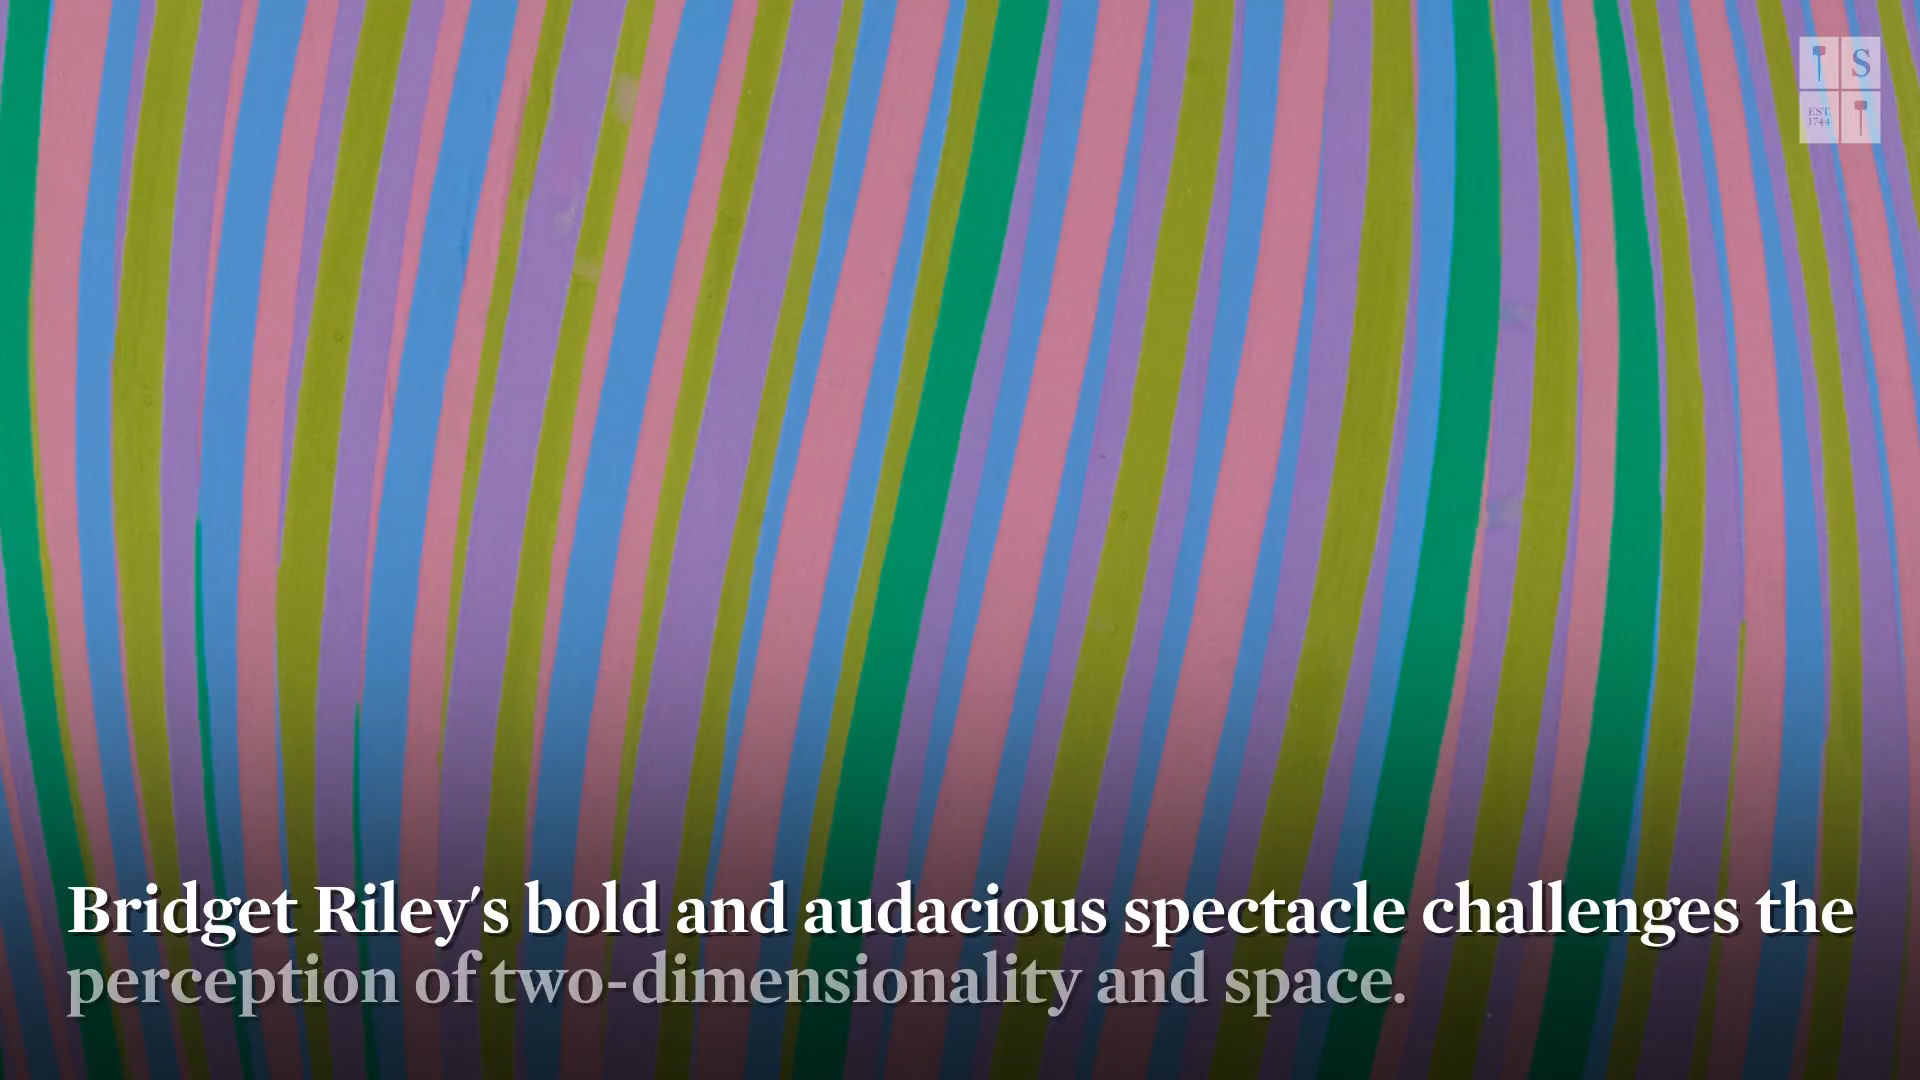 S
EST.
1744
Bridget Riley's bold and audacious spectacle challenges the
perception of two-dimensionality and space.